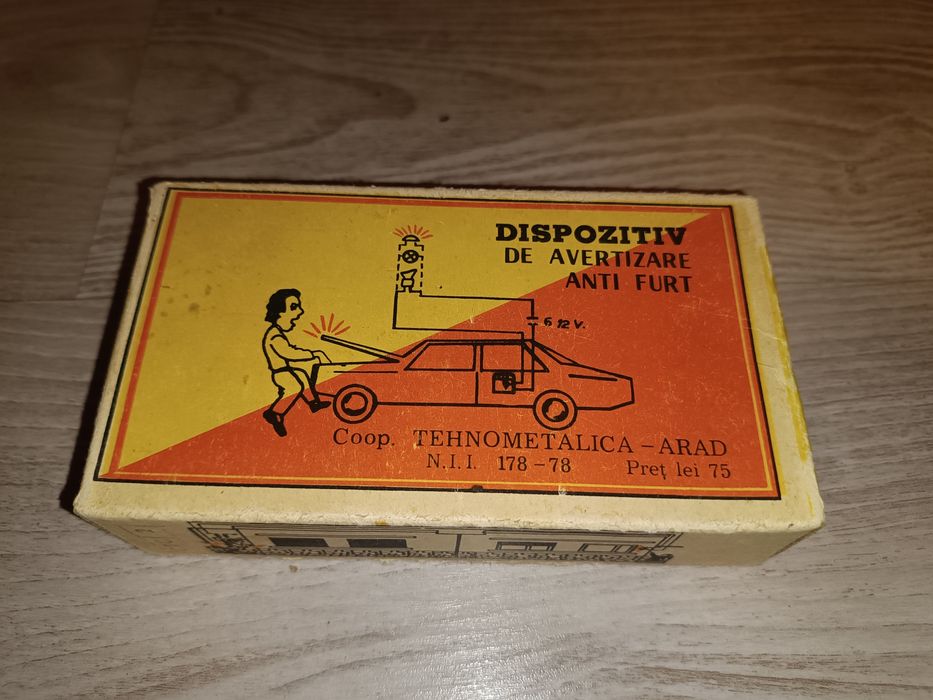 DISPOZITIV
DE AVERTIZARE
ANTI FURT
6 12 V.
Coop. TEHNOMETALICA – ARAD
N.I.I. 178 – 78 Preț lei 75